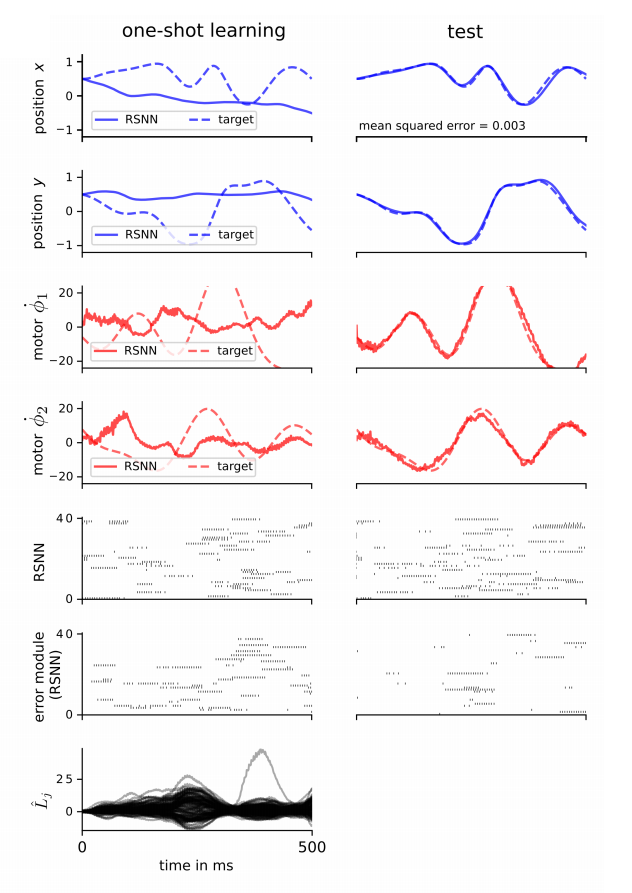 one-shot learning
test
position x
1
0
−1
RSNN
target
mean squared error = 0.003
position y
1
0
−1
RSNN
target
motor ϕ̇1
20
0
−20
RSNN
target
motor ϕ̇2
20
0
−20
RSNN
target
RSNN
40
0
error module
(RSNN)
40
0
L̂j
25
0
0
500
time in ms